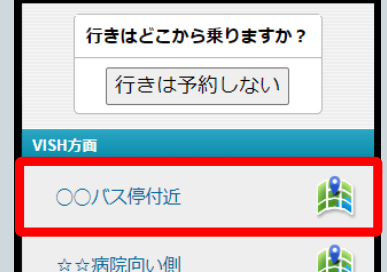 行きはどこから乗りますか？
行きは予約しない
VISH方面
○○バス停付近
☆☆病院向い側